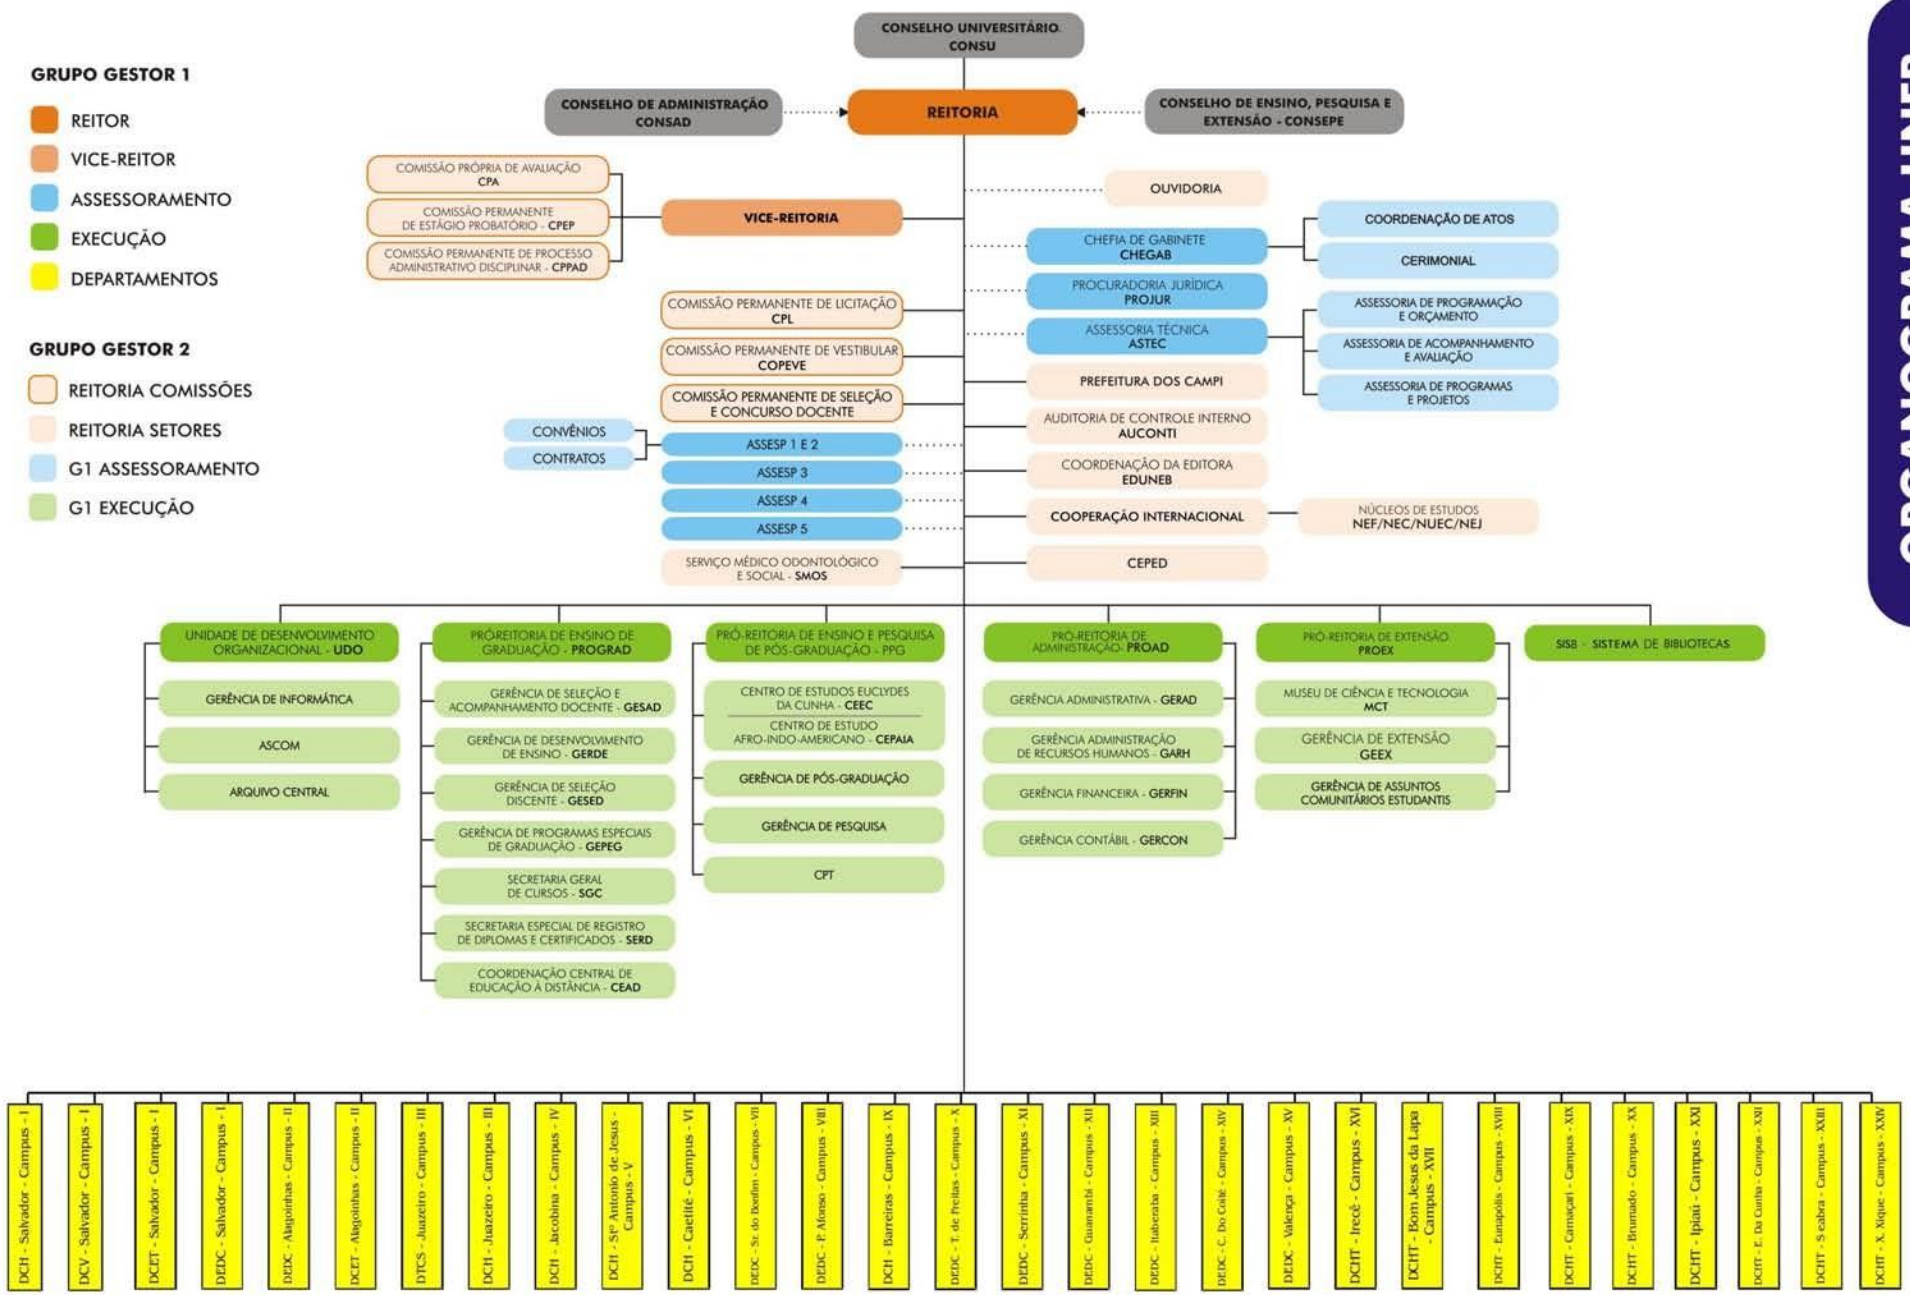 CONSELHO UNIVERSITÁRIO
CONSU
GRUPO GESTOR 1
REITOR
VICE-REITOR
ASSESSORAMENTO
EXECUÇÃO
DEPARTAMENTOS
GRUPO GESTOR 2
REITORIA COMISSÕES
REITORIA SETORES
G1 ASSESSORAMENTO
G1 EXECUÇÃO
CONSELHO DE ADMINISTRAÇÃO
CONSAD
REITORIA
CONSELHO DE ENSINO, PESQUISA E
EXTENSÃO - CONSEPE
COMISSÃO PRÓPRIA DE AVALIAÇÃO
CPA
COMISSÃO PERMANENTE
DE ESTÁGIO PROBATÓRIO - CPEP
COMISSÃO PERMANENTE DE PROCESSO
ADMINISTRATIVO DISCIPLINAR - CPPAD
VICE-REITORIA
OUVIDORIA
CHEFIA DE GABINETE
CHEGAB
COORDENAÇÃO DE ATOS
CERIMONIAL
PROCURADORIA JURÍDICA
PROJUR
ASSESSORIA TÉCNICA
ASTEC
ASSESSORIA DE PROGRAMAÇÃO
E ORÇAMENTO
ASSESSORIA DE ACOMPANHAMENTO
E AVALIAÇÃO
ASSESSORIA DE PROGRAMAS
E PROJETOS
COMISSÃO PERMANENTE DE LICITAÇÃO
CPL
COMISSÃO PERMANENTE DE VESTIBULAR
COPEVE
COMISSÃO PERMANENTE DE SELEÇÃO
E CONCURSO DOCENTE
CONVÊNIOS
CONTRATOS
ASSESP 1 E 2
ASSESP 3
ASSESP 4
ASSESP 5
SERVIÇO MÉDICO ODONTOLÓGICO
E SOCIAL - SMOS
PREFEITURA DOS CAMPI
AUDITORIA DE CONTROLE INTERNO
AUCONTI
COORDENAÇÃO DA EDITORA
EDUNEB
COOPERAÇÃO INTERNACIONAL
NÚCLEOS DE ESTUDOS
NEF/NEC/NUEC/NEJ
CEPED
UNIDADE DE DESENVOLVIMENTO
ORGANIZACIONAL - UDO
GERÊNCIA DE INFORMÁTICA
ASCOM
ARQUIVO CENTRAL
PRÓ-REITORIA DE ENSINO DE
GRADUAÇÃO - PROGRAD
GERÊNCIA DE SELEÇÃO E
ACOMPANHAMENTO DOCENTE - GESAD
GERÊNCIA DE DESENVOLVIMENTO
DE ENSINO - GERDE
GERÊNCIA DE SELEÇÃO
DISCENTE - GESED
GERÊNCIA DE PROGRAMAS ESPECIAIS
DE GRADUAÇÃO - GEPEG
SECRETARIA GERAL
DE CURSOS - SGC
SECRETARIA ESPECIAL DE REGISTRO
DE DIPLOMAS E CERTIFICADOS - SERD
COORDENAÇÃO CENTRAL DE
EDUCAÇÃO À DISTÂNCIA - CEAD
PRÓ-REITORIA DE ENSINO E PESQUISA
DE PÓS-GRADUAÇÃO - PPG
CENTRO DE ESTUDOS EUCLYDES
DA CUNHA - CEEC
CENTRO DE ESTUDO
AFRO-INDO-AMERICANO - CEPAIA
GERÊNCIA DE PÓS-GRADUAÇÃO
GERÊNCIA DE PESQUISA
CPT
PRÓ-REITORIA DE
ADMINISTRAÇÃO- PROAD
GERÊNCIA ADMINISTRATIVA - GERAD
GERÊNCIA ADMINISTRAÇÃO
DE RECURSOS HUMANOS - GARH
GERÊNCIA FINANCEIRA - GERFIN
GERÊNCIA CONTÁBIL - GERCON
PRÓ-REITORIA DE EXTENSÃO
PROEX
MUSEU DE CIÊNCIA E TECNOLOGIA
MCT
GERÊNCIA DE EXTENSÃO
GEEX
GERÊNCIA DE ASSUNTOS
COMUNITÁRIOS ESTUDANTIS
SISB - SISTEMA DE BIBLIOTECAS
DCH - Salvador - Campus - I
DCV - Salvador - Campus - I
DCET - Salvador - Campus - I
DEDC - Salvador - Campus - I
DEDC - Alagoinhas - Campus - II
DCET - Alagoinhas - Campus - II
DTCS - Juazeiro - Campus - III
DCH - Juazeiro - Campus - III
DCH - Jacobina - Campus - IV
DCH - Stº Antonio de Jesus -
Campus - V
DCH - Caetité - Campus - VI
DEDC - Sr. do Bonfim - Campus - VII
DEDC - P. Afonso - Campus - VIII
DCH - Barreiras - Campus - IX
DEDC - T. de Freitas - Campus - X
DEDC - Serrinha - Campus - XI
DEDC - Guanambi - Campus - XII
DEDC - Itaberaba - Campus - XIII
DEDC - C. Do Coité - Campus - XIV
DEDC - Valença - Campus - XV
DCHT - Irecê - Campus - XVI
DCHT - Bom Jesus da Lapa
- Campus - XVII
DCHT - Eunapólis - Campus - XVIII
DCHT - Camaçari - Campus - XIX
DCHT - Brumado - Campus - XX
DCHT - Ipiaú - Campus - XXI
DCHT - E. Da Cunha - Campus - XXII
DCHT - S eabra - Campus - XXIII
DCHT - X. Xique - Campus - XXIV
ORGANOGRAMA UNEB